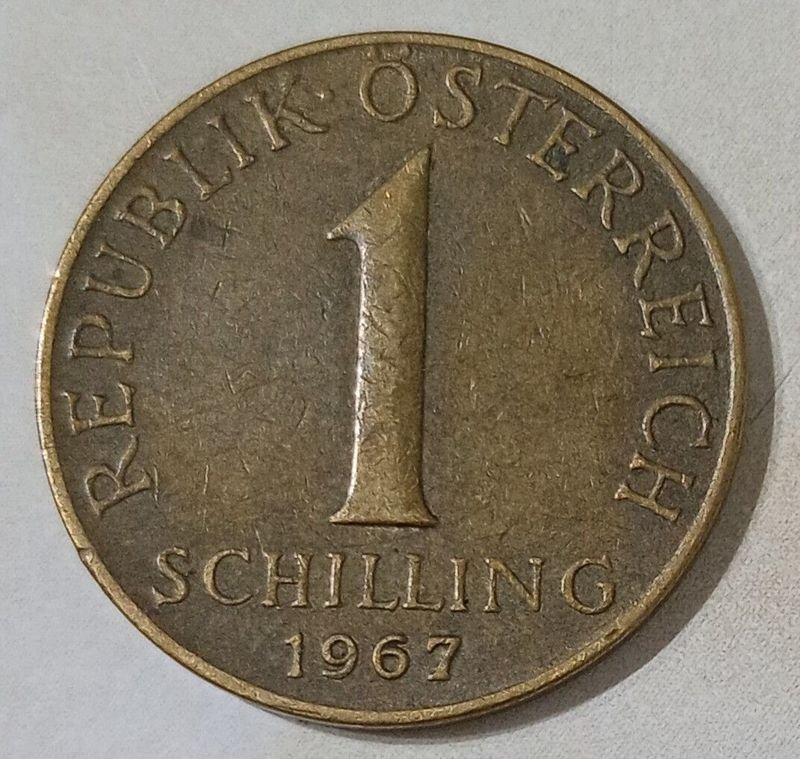 REPUBLIK · ÖSTERREICH
1
SCHILLING
1967